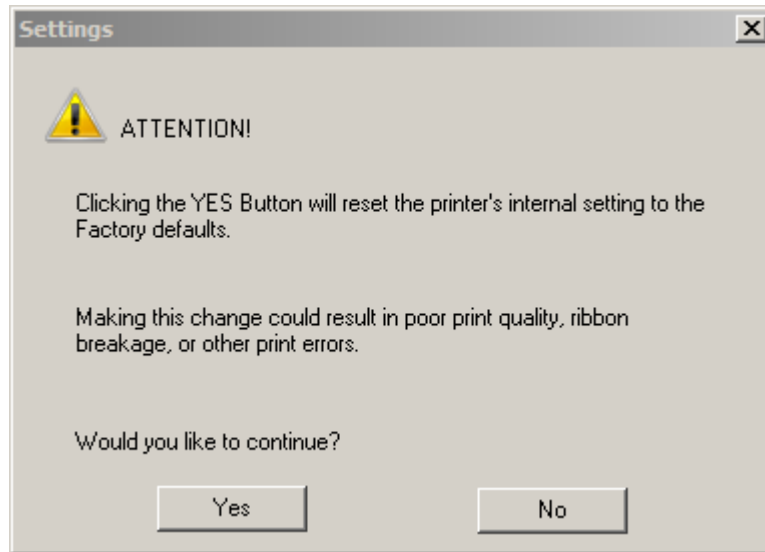 Settings
ATTENTION!
Clicking the YES Button will reset the printer's internal setting to the
Factory defaults.
Making this change could result in poor print quality, ribbon
breakage, or other print errors.
Would you like to continue?
Yes No